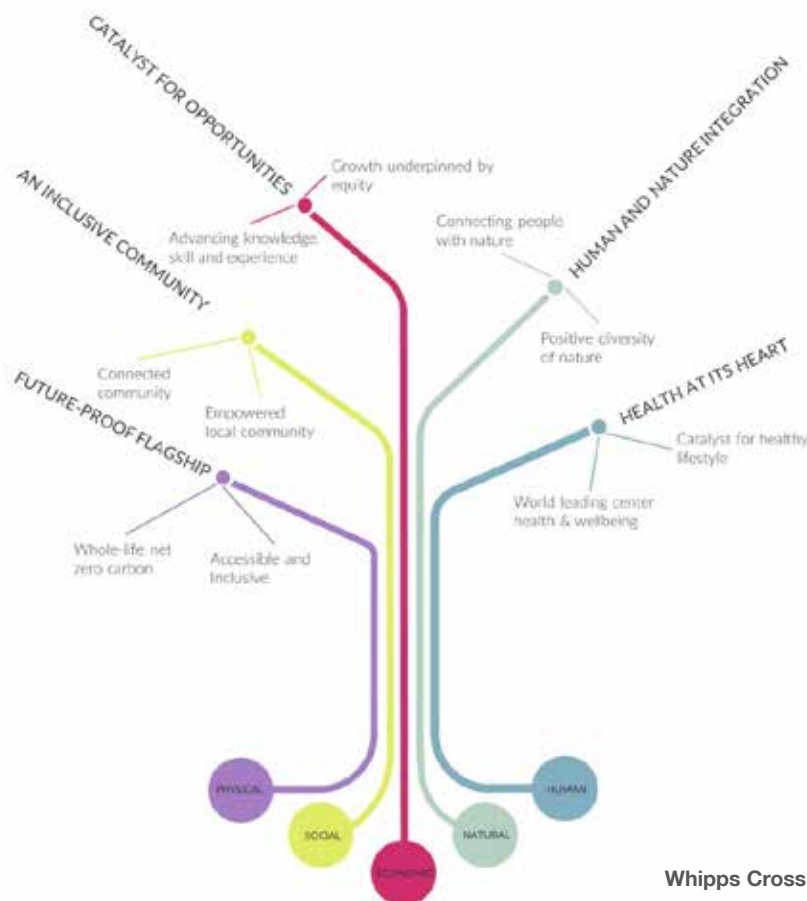 CATALYST FOR OPPORTUNITIES
Growth underpinned by
equity
Advancing knowledge,
skill and experience
HUMAN AND NATURE INTEGRATION
Connecting people
with nature
Positive diversity
of nature
AN INCLUSIVE COMMUNITY
Connected
community
Empowered
local community
HEALTH AT ITS HEART
Catalyst for healthy
lifestyle
World leading center
health & wellbeing
FUTURE-PROOF FLAGSHIP
Whole-life net
zero carbon
Accessible and
Inclusive
PHYSICAL
SOCIAL
ECONOMIC
NATURAL
HUMAN
Whipps Cross